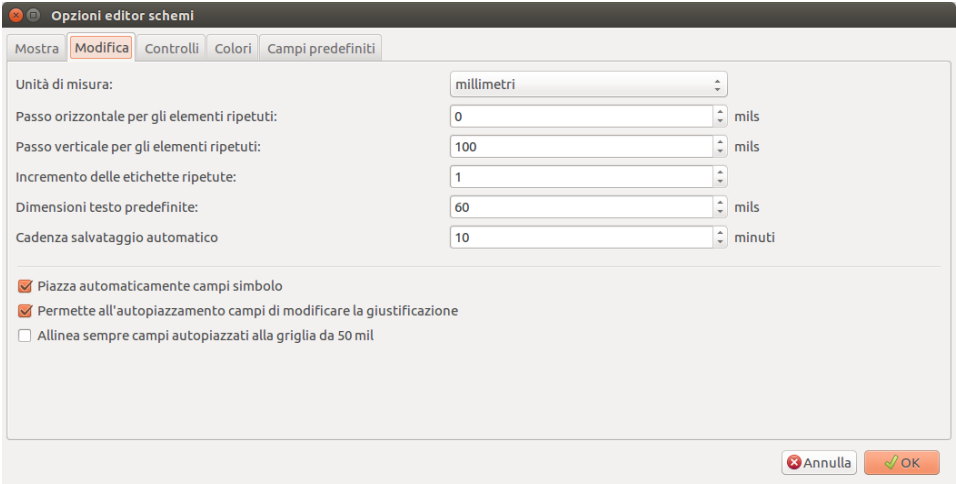 Opzioni editor schemi
Mostra Modifica Controlli Colori Campi predefiniti
Unità di misura: millimetri
Passo orizzontale per gli elementi ripetuti: 0 mils
Passo verticale per gli elementi ripetuti: 100 mils
Incremento delle etichette ripetute: 1
Dimensioni testo predefinite: 60 mils
Cadenza salvataggio automatico 10 minuti
Piazza automaticamente campi simbolo
Permette all'autopiazzamento campi di modificare la giustificazione
Allinea sempre campi autopiazzati alla griglia da 50 mil
Annulla OK